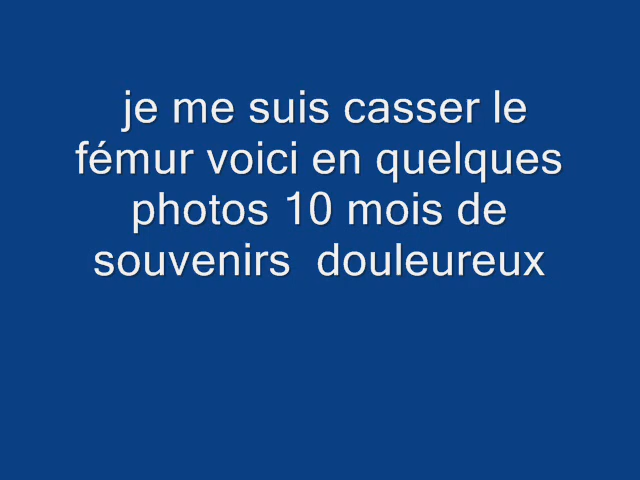 je me suis casser le
fémur voici en quelques
photos 10 mois de
souvenirs  douleureux